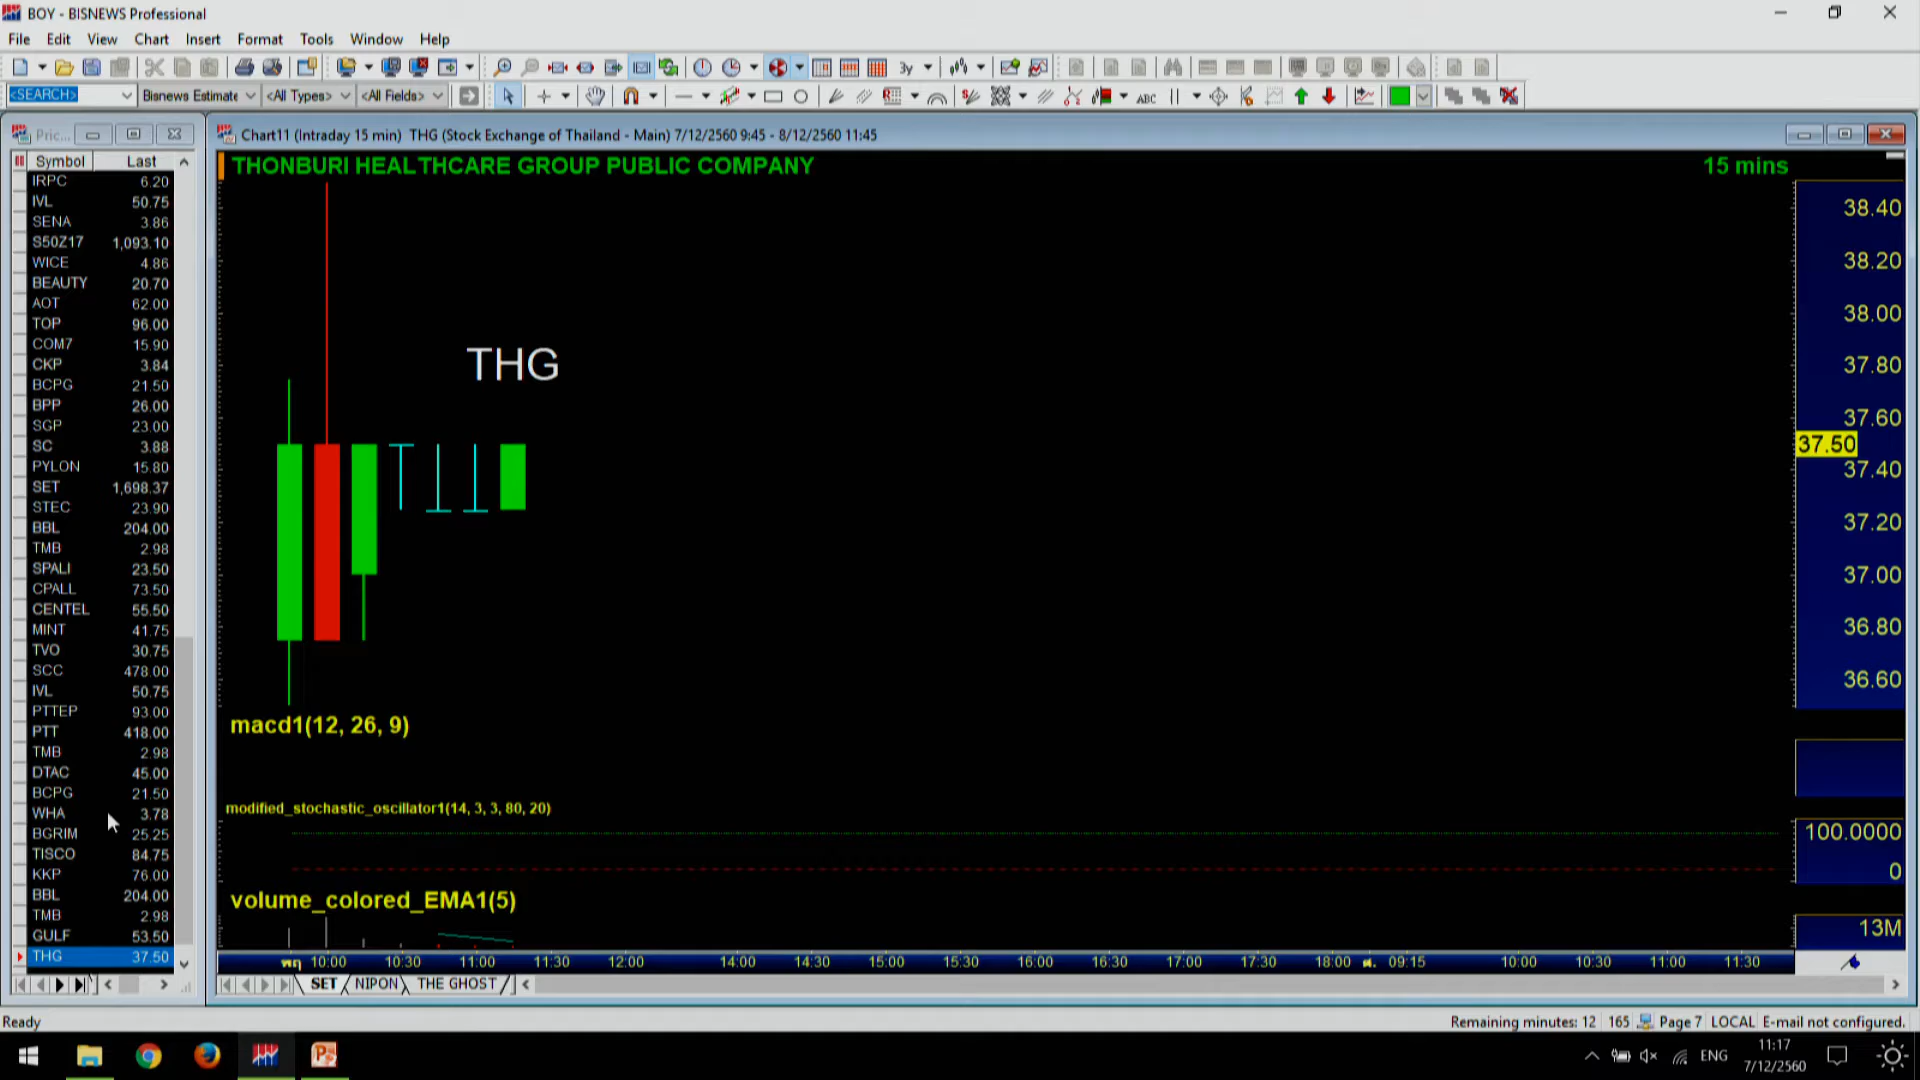 BOY - BISNEWS Professional
File Edit View Chart Insert Format Tools Window Help
3y
<SEARCH> Bisnews Estimate <All Types> <All Fields> ABC
Pric...
Symbol Last
IRPC 6.20
IVL 50.75
SENA 3.86
S50Z17 1,093.10
WICE 4.86
BEAUTY 20.70
AOT 62.00
TOP 96.00
COM7 15.90
CKP 3.84
BCPG 21.50
BPP 26.00
SGP 23.00
SC 3.88
PYLON 15.80
SET 1,698.37
STEC 23.90
BBL 204.00
TMB 2.98
SPALI 23.50
CPALL 73.50
CENTEL 55.50
MINT 41.75
TVO 30.75
SCC 478.00
IVL 50.75
PTTEP 93.00
PTT 418.00
TMB 2.98
DTAC 45.00
BCPG 21.50
WHA 3.78
BGRIM 25.25
TISCO 84.75
KKP 76.00
BBL 204.00
TMB 2.98
GULF 53.50
THG 37.50
Chart11 (Intraday 15 min) THG (Stock Exchange of Thailand - Main) 7/12/2560 9:45 - 8/12/2560 11:45
THONBURI HEALTHCARE GROUP PUBLIC COMPANY
15 mins
THG
38.40
38.20
38.00
37.80
37.60
37.50
37.40
37.20
37.00
36.80
36.60
macd1(12, 26, 9)
modified_stochastic_oscillator1(14, 3, 3, 80, 20)
100.0000
0
volume_colored_EMA1(5)
13M
พฤ 10:00 10:30 11:00 11:30 12:00 14:00 14:30 15:00 15:30 16:00 16:30 17:00 17:30 18:00 ศ. 09:15 10:00 10:30 11:00 11:30
SET NIPON THE GHOST
Ready
Remaining minutes: 12 165 Page 7 LOCAL E-mail not configured.
ENG
11:17
7/12/2560